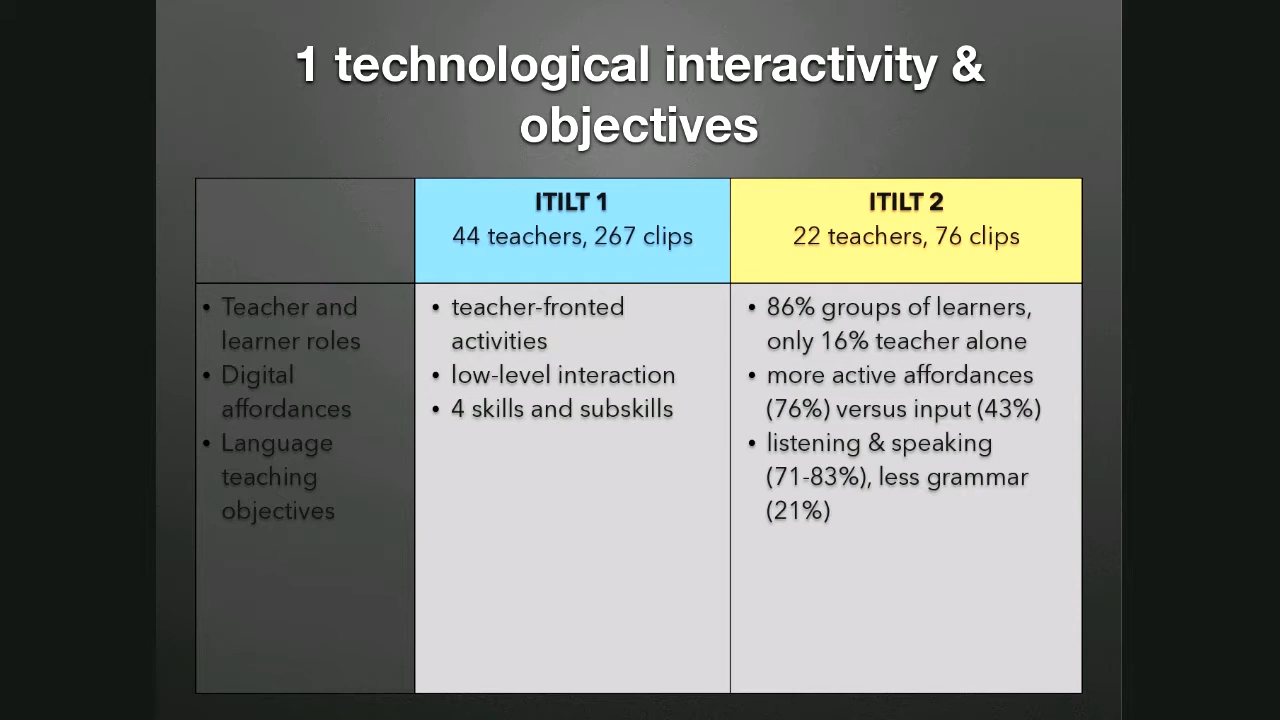 1 technological interactivity &
objectives
ITILT 1
44 teachers, 267 clips
ITILT 2
22 teachers, 76 clips
• Teacher and
learner roles
• Digital
affordances
• Language
teaching
objectives
• teacher-fronted
activities
• low-level interaction
• 4 skills and subskills
• 86% groups of learners,
only 16% teacher alone
• more active affordances
(76%) versus input (43%)
• listening & speaking
(71-83%), less grammar
(21%)